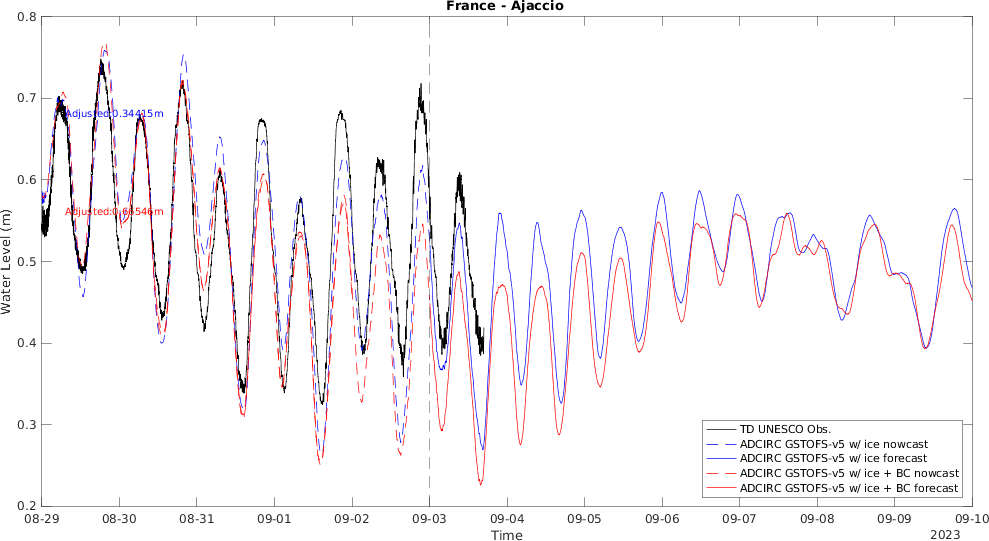 France - Ajaccio
Water Level (m)
0.8
0.7
0.6
0.5
0.4
0.3
0.2
Adjusted:0.34415m
TD UNESCO Obs.
ADCIRC GSTOFS-v5 w/ ice nowcast
ADCIRC GSTOFS-v5 w/ ice forecast
ADCIRC GSTOFS-v5 w/ ice + BC nowcast
ADCIRC GSTOFS-v5 w/ ice + BC forecast
08-29 08-30 08-31 09-01 09-02 09-03 09-04 09-05 09-06 09-07 09-08 09-09 09-10
Time
2023